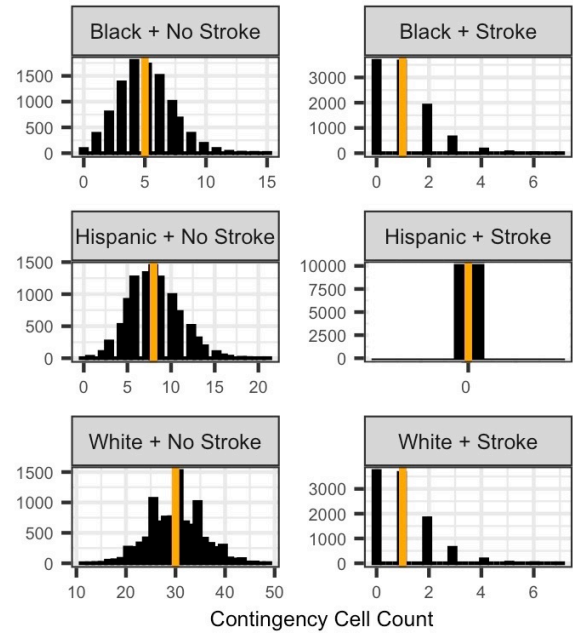 Black + No Stroke
Black + Stroke
1500
1000
500
0
0 5 10 15
3000
2000
1000
0
0 2 4 6
Hispanic + No Stroke
Hispanic + Stroke
1500
1000
500
0
0 5 10 15 20
10000
7500
5000
2500
0
0
White + No Stroke
White + Stroke
1500
1000
500
0
10 20 30 40 50
3000
2000
1000
0
0 2 4 6
Contingency Cell Count